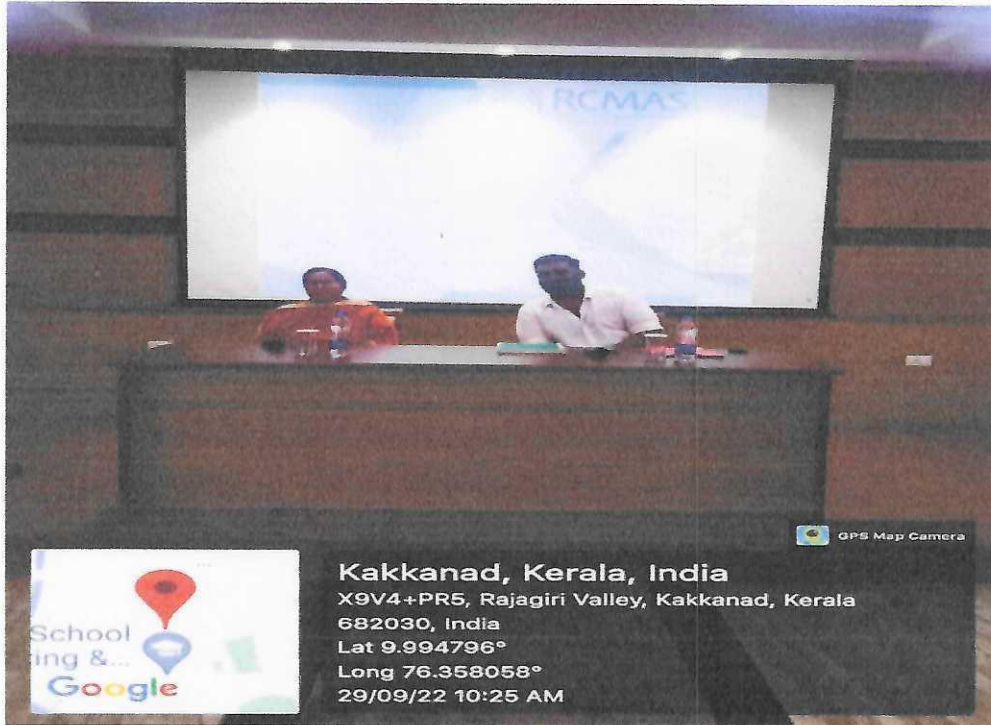 RCMAS
GPS Map Camera
Kakkanad, Kerala, India
X9V4+PR5, Rajagiri Valley, Kakkanad, Kerala
682030, India
Lat 9.994796°
Long 76.358058°
29/09/22 10:25 AM
School
ing &...
Google